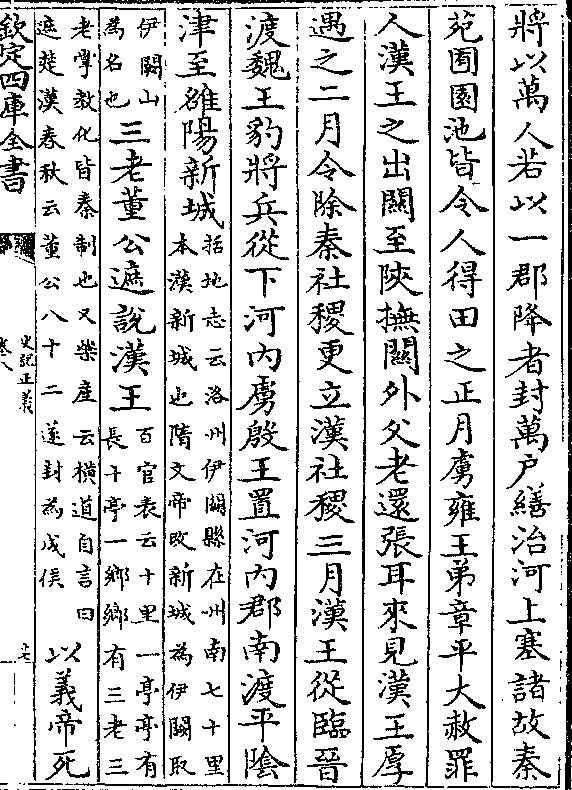 將以萬人若以一郡降者封萬户繕治河上塞諸故秦
苑囿園池皆令人得田之正月虜雍王弟章平大赦罪
人漢王之出關至陜撫關外父老還張耳來見漢王厚
遇之二月令除秦社稷更立漢社稷三月漢王從臨晉
渡魏王豹將兵從下河内虜殷王置河内郡南渡平隂
津至雒陽新城
括地志云洛州伊闕縣在州南七十里
本漢新城也隋文帝改新城為伊闕取
伊闕山
為名也
三老董公遮説漢王
百官表云十里一亭亭有
長十亭一鄉鄉有三老三
老掌教化皆秦制也又樂産云横道自言曰
遮楚漢春秋云董公八十二遂封為成侯
以義帝死
欽定四庫全書
史記正義
卷八
十七